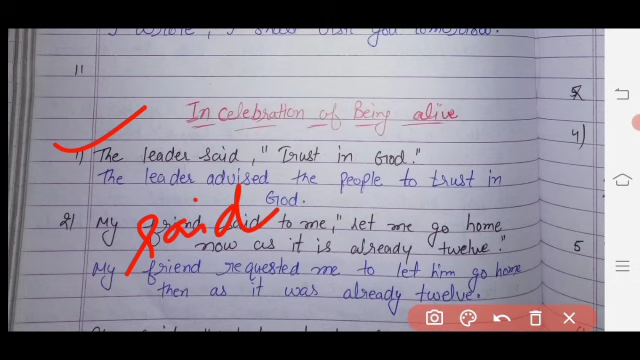 I wrote, I shall visit you tomorrow.
11
In celebration of Being alive
1) The leader said, "Trust in God."
The leader advised the people to trust in
God.
said
2) My friend said to me, "Let me go home
now as it is already twelve."
My friend requested me to let him go home
then as it was already twelve.
4)
5